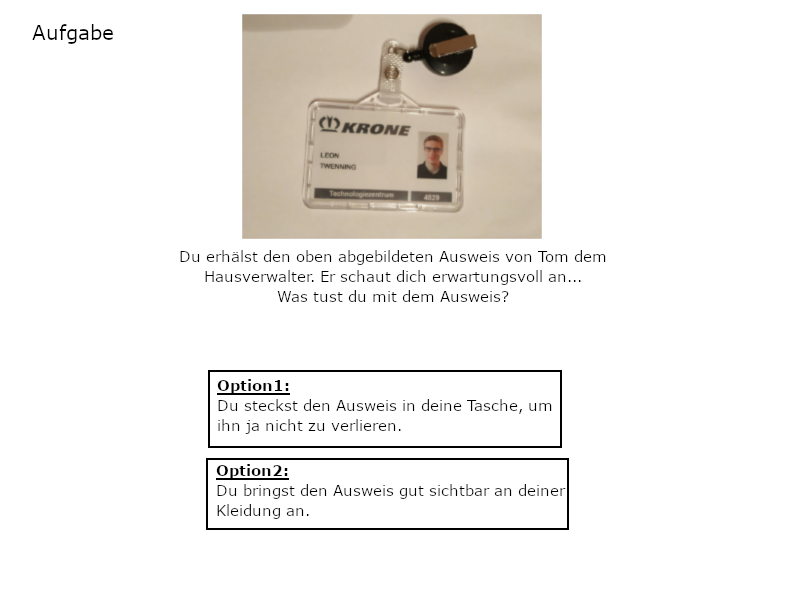 Aufgabe
KRONE
LEON
TWENNING
Technologiezentrum 4029
Du erhälst den oben abgebildeten Ausweis von Tom dem
Hausverwalter. Er schaut dich erwartungsvoll an...
Was tust du mit dem Ausweis?
Option1:
Du steckst den Ausweis in deine Tasche, um
ihn ja nicht zu verlieren.
Option2:
Du bringst den Ausweis gut sichtbar an deiner
Kleidung an.